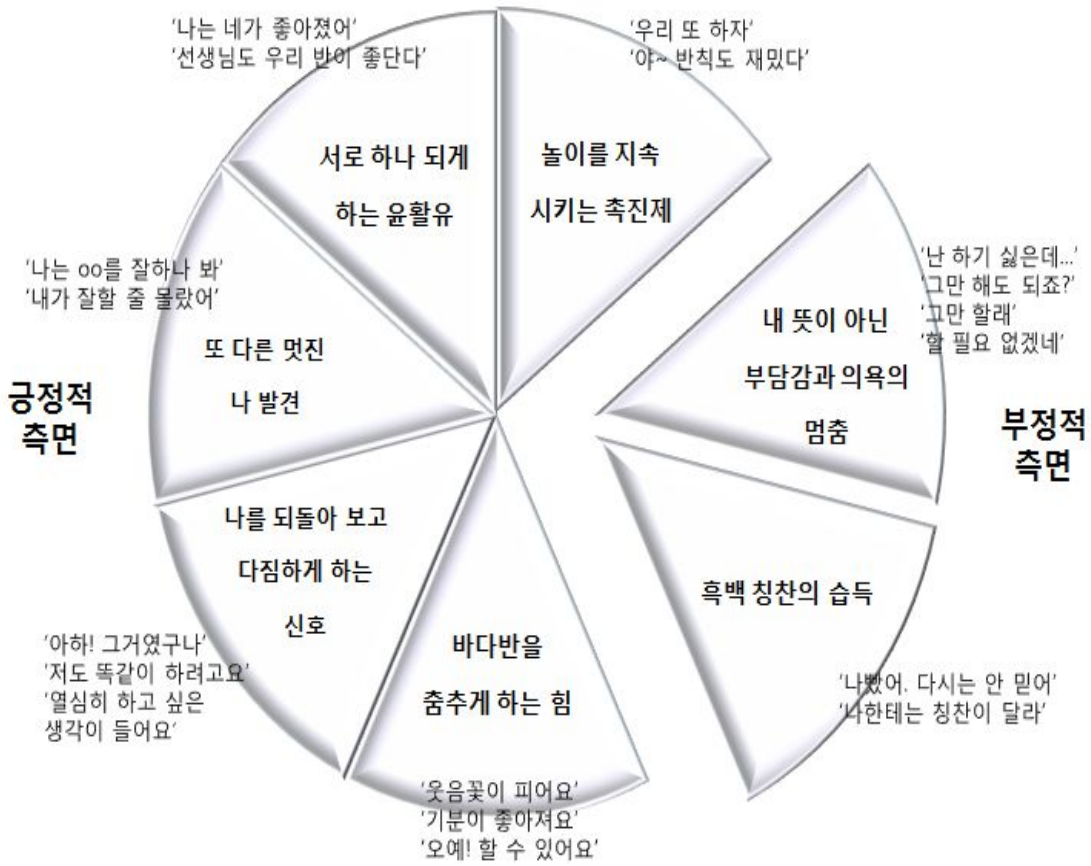 '나는 네가 좋아졌어'
'선생님도 우리 반이 좋단다'
'우리 또 하자'
'야~ 반칙도 재밌다'
서로 하나 되게
하는 윤활유
놀이를 지속
시키는 촉진제
'나는 oo를 잘하나 봐'
'내가 잘할 줄 몰랐어'
또 다른 멋진
나 발견
'난 하기 싫은데...'
'그만 해도 되죠?'
'그만 할래'
'할 필요 없겠네'
내 뜻이 아닌
부담감과 의욕의
멈춤
긍정적
측면
부정적
측면
나를 되돌아 보고
다짐하게 하는
신호
흑백 칭찬의 습득
바다반을
춤추게 하는 힘
'아하! 그거였구나'
'저도 똑같이 하려고요'
'열심히 하고 싶은
생각이 들어요'
'나빴어. 다시는 안 믿어'
'나한테는 칭찬이 달라'
'웃음꽃이 피어요'
'기분이 좋아져요'
'오예! 할 수 있어요'